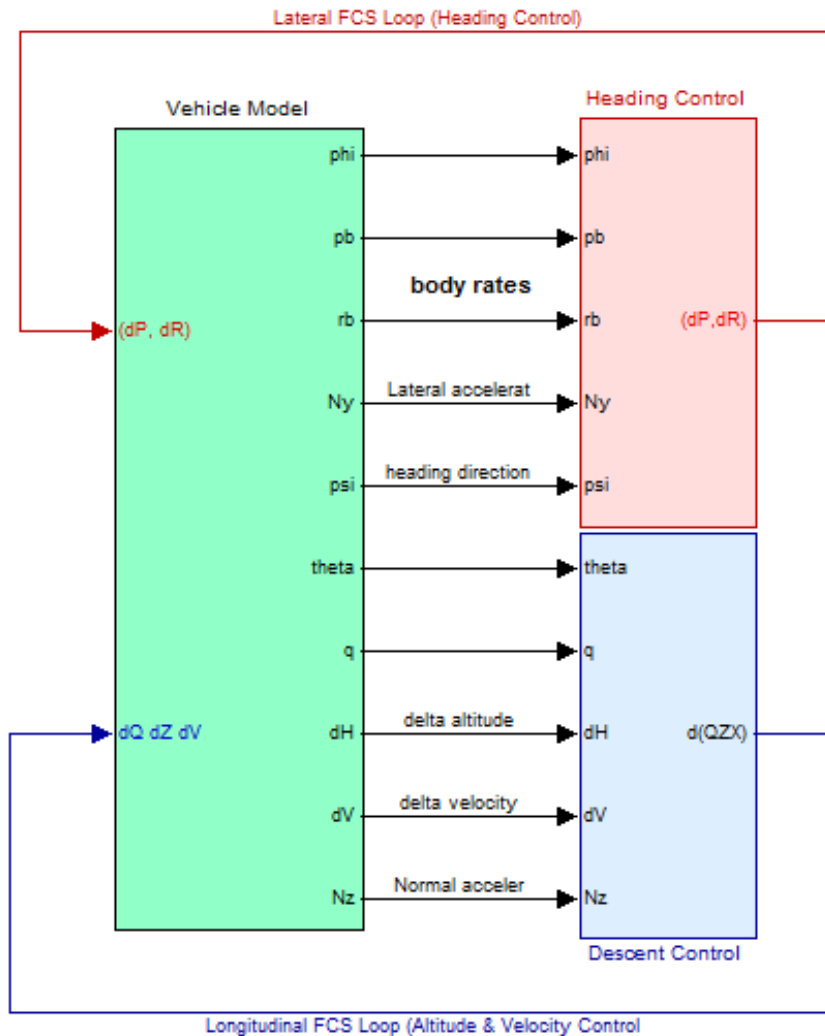 Lateral FCS Loop (Heading Control)
Vehicle Model
Heading Control
phi
phi
pb
pb
body rates
(dP, dR)
rb
rb
(dP,dR)
Ny
Lateral accelerat
Ny
psi
heading direction
psi
theta
theta
q
q
dQ dZ dV
dH
delta altitude
dH
d(QZX)
dV
delta velocity
dV
Nz
Normal acceler
Nz
Descent Control
Longitudinal FCS Loop (Altitude & Velocity Control